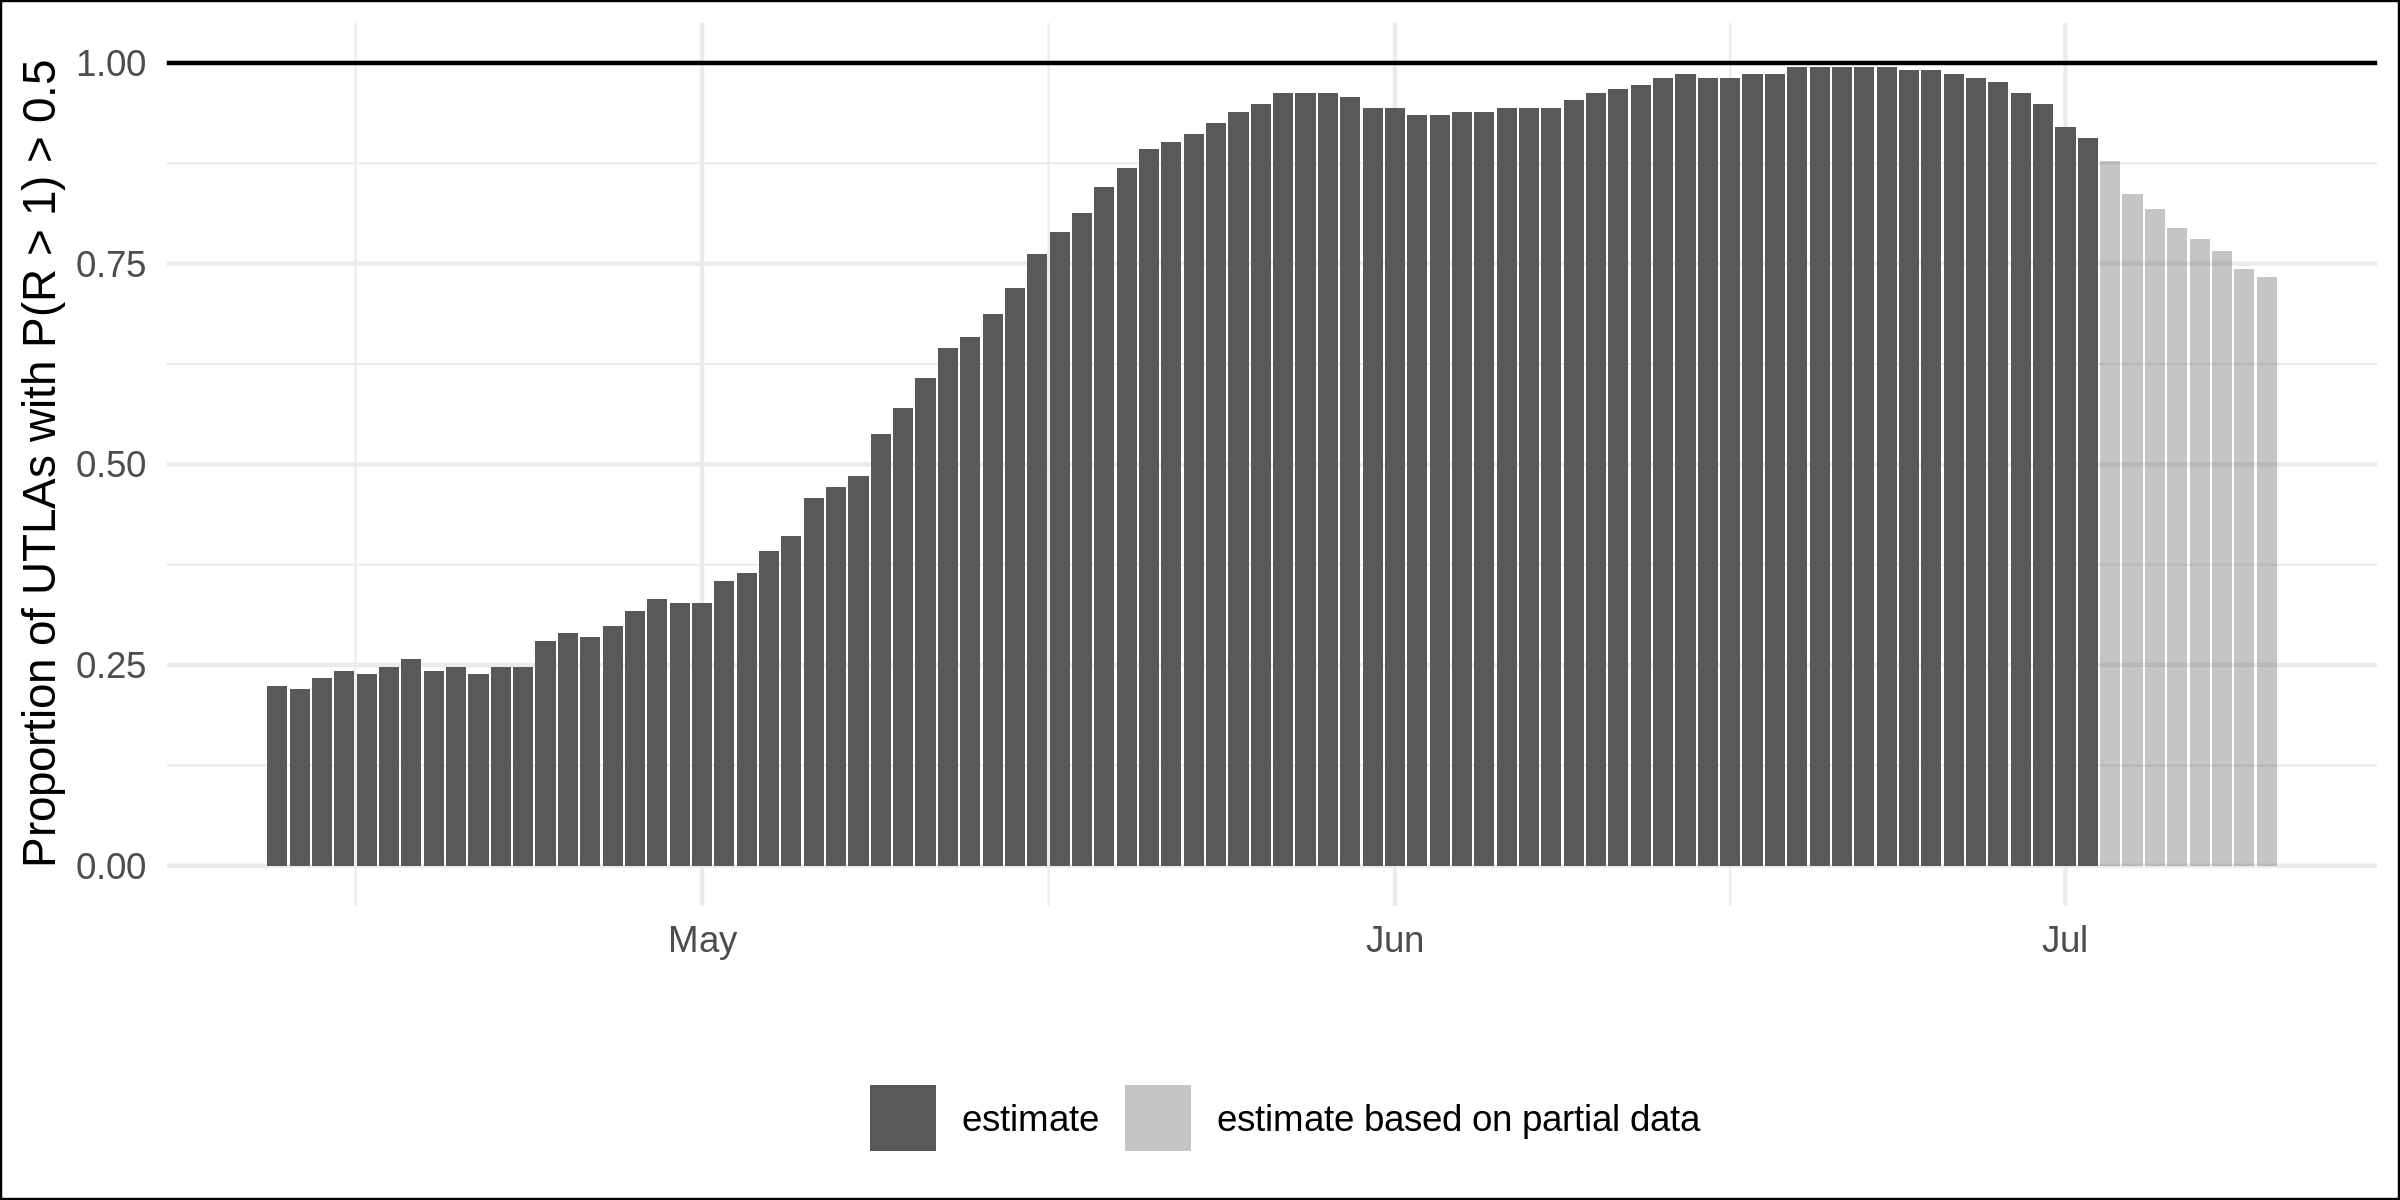 Proportion of UTLAs with P(R > 1) > 0.5
1.00
0.75
0.50
0.25
0.00
May Jun Jul
estimate estimate based on partial data